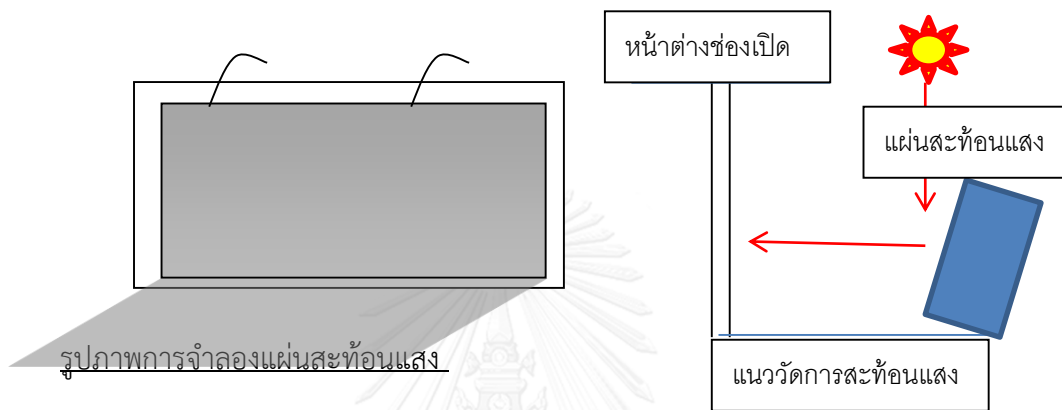 หน้าต่างช่องเปิด
แผ่นสะท้อนแสง
รูปภาพการจำลองแผ่นสะท้อนแสง
แนววัดการสะท้อนแสง